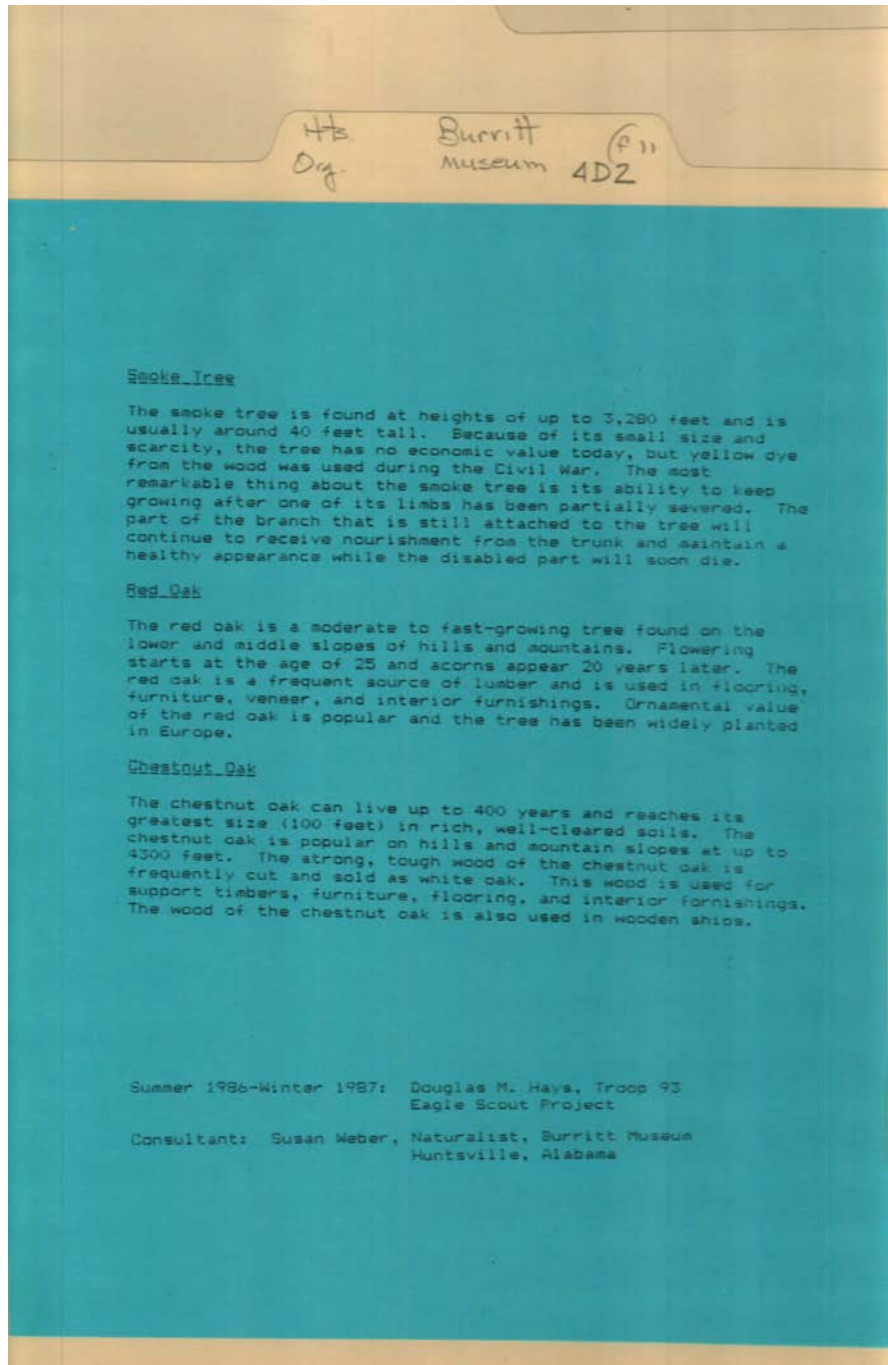 Hts. Burritt f 11
Org. Museum 4D2
Smoke Tree
The smoke tree is found at heights of up to 3,280 feet and is
usually around 40 feet tall. Because of its small size and
scarcity, the tree has no economic value today, but yellow dye
from the wood was used during the Civil War. The most
remarkable thing about the smoke tree is its ability to keep
growing after one of its limbs has been partially severed. The
part of the branch that is still attached to the tree will
continue to receive nourishment from the trunk and maintain a
healthy appearance while the disabled part will soon die.
Red Oak
The red oak is a moderate to fast-growing tree found on the
lower and middle slopes of hills and mountains. Flowering
starts at the age of 25 and acorns appear 20 years later. The
red oak is a frequent source of lumber and is used in flooring,
furniture, veneer, and interior furnishings. Ornamental value
of the red oak is popular and the tree has been widely planted
in Europe.
Chestnut Oak
The chestnut oak can live up to 400 years and reaches its
greatest size (100 feet) in rich, well-cleared soils. The
chestnut oak is popular on hills and mountain slopes at up to
4300 feet. The strong, tough wood of the chestnut oak is
frequently cut and sold as white oak. This wood is used for
support timbers, furniture, flooring, and interior fornishings.
The wood of the chestnut oak is also used in wooden ships.
Summer 1986-Winter 1987: Douglas M. Hays, Troop 93
Eagle Scout Project
Consultant: Susan Weber, Naturalist, Burritt Museum
Huntsville, Alabama